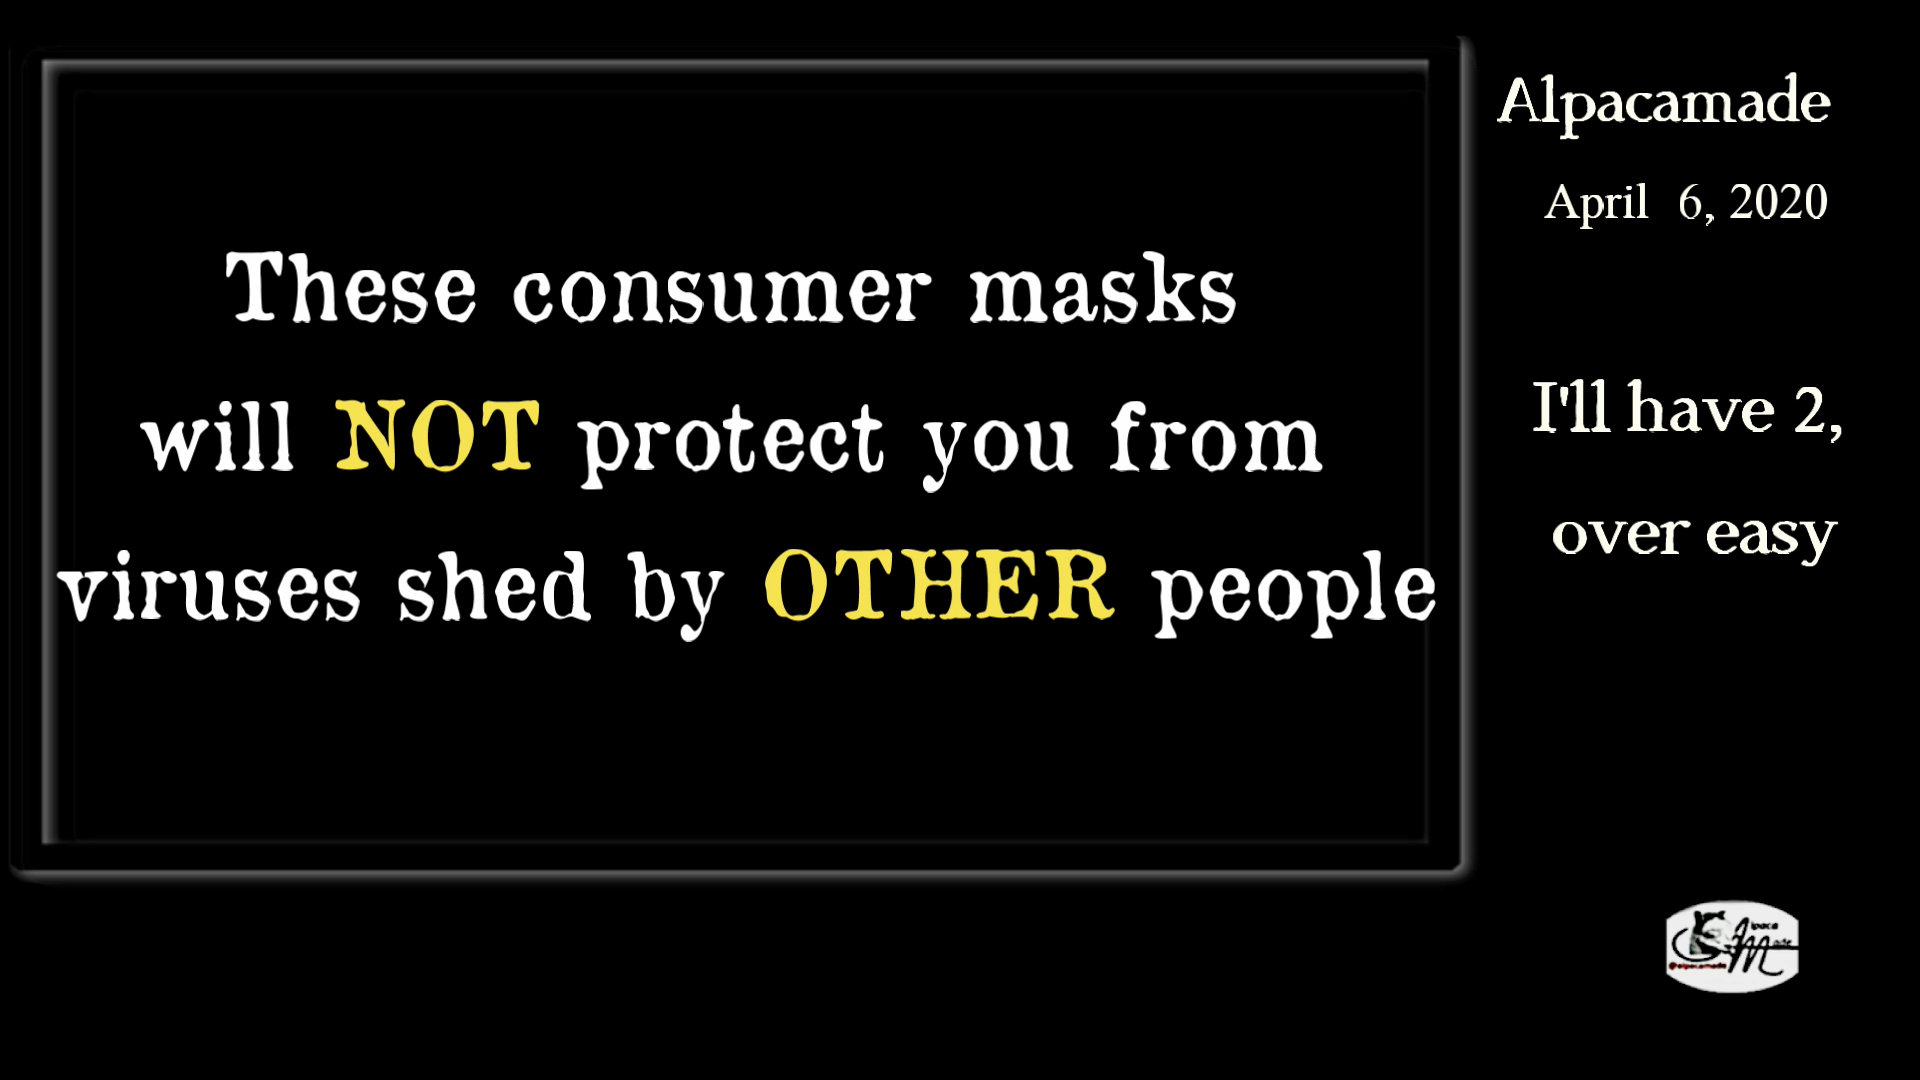 These consumer masks
will NOT protect you from
viruses shed by OTHER people
Alpacamade
April 6, 2020
I'll have 2,
over easy
@alpacamade